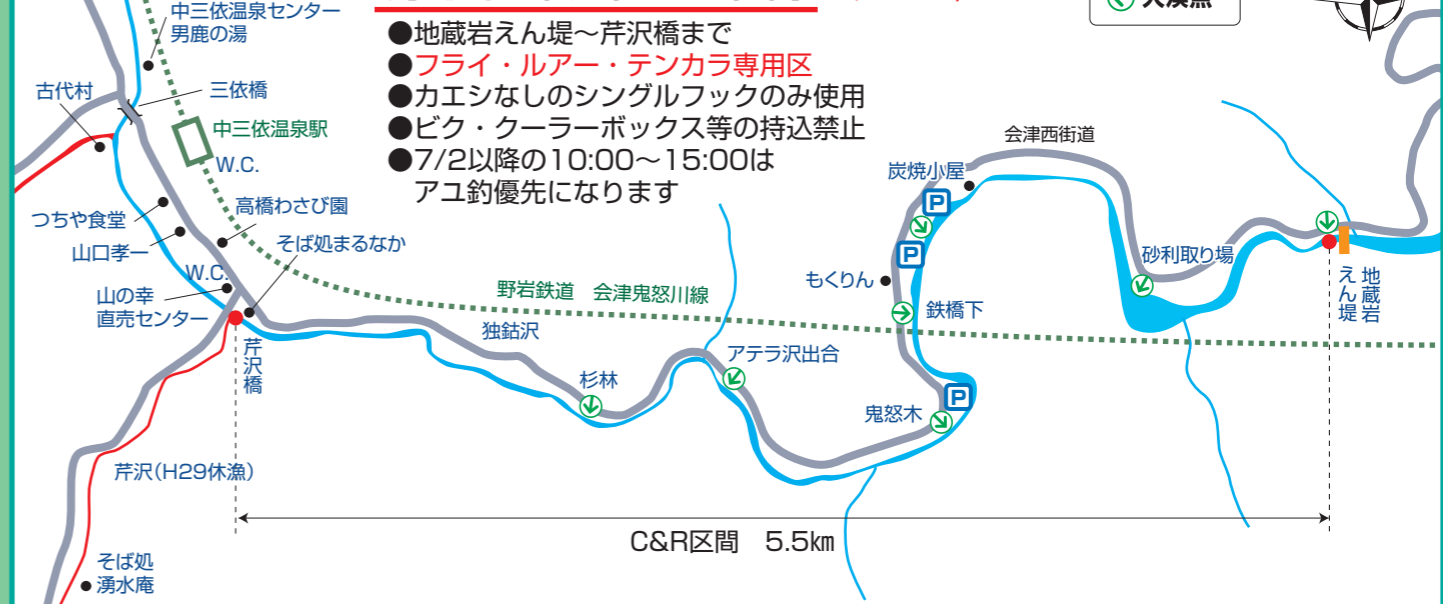 中三依温泉センター
男鹿の湯
●地蔵岩えん堤～芹沢橋まで
●フライ・ルアー・テンカラ専用区
●カエシなしのシングルフックのみ使用
●ビク・クーラーボックス等の持込禁止
●7/2以降の10:00～15:00は
アユ釣優先になります
古代村
三依橋
中三依温泉駅
W.C.
会津西街道
炭焼小屋
P
つちや食堂
高橋わさび園
山口孝一
そば処まるなか
P
砂利取り場
地蔵岩
えん堤
W.C.
もくりん
山の幸
直売センター
野岩鉄道 会津鬼怒川線
鉄橋下
独鈷沢
芹沢橋
アテラ沢出合
杉林
P
鬼怒木
芹沢(H29休漁)
C&R区間 5.5㎞
そば処
湧水庵